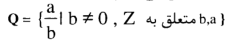 Q = {a/b | b ≠ 0 , Z متعلق به b,a }